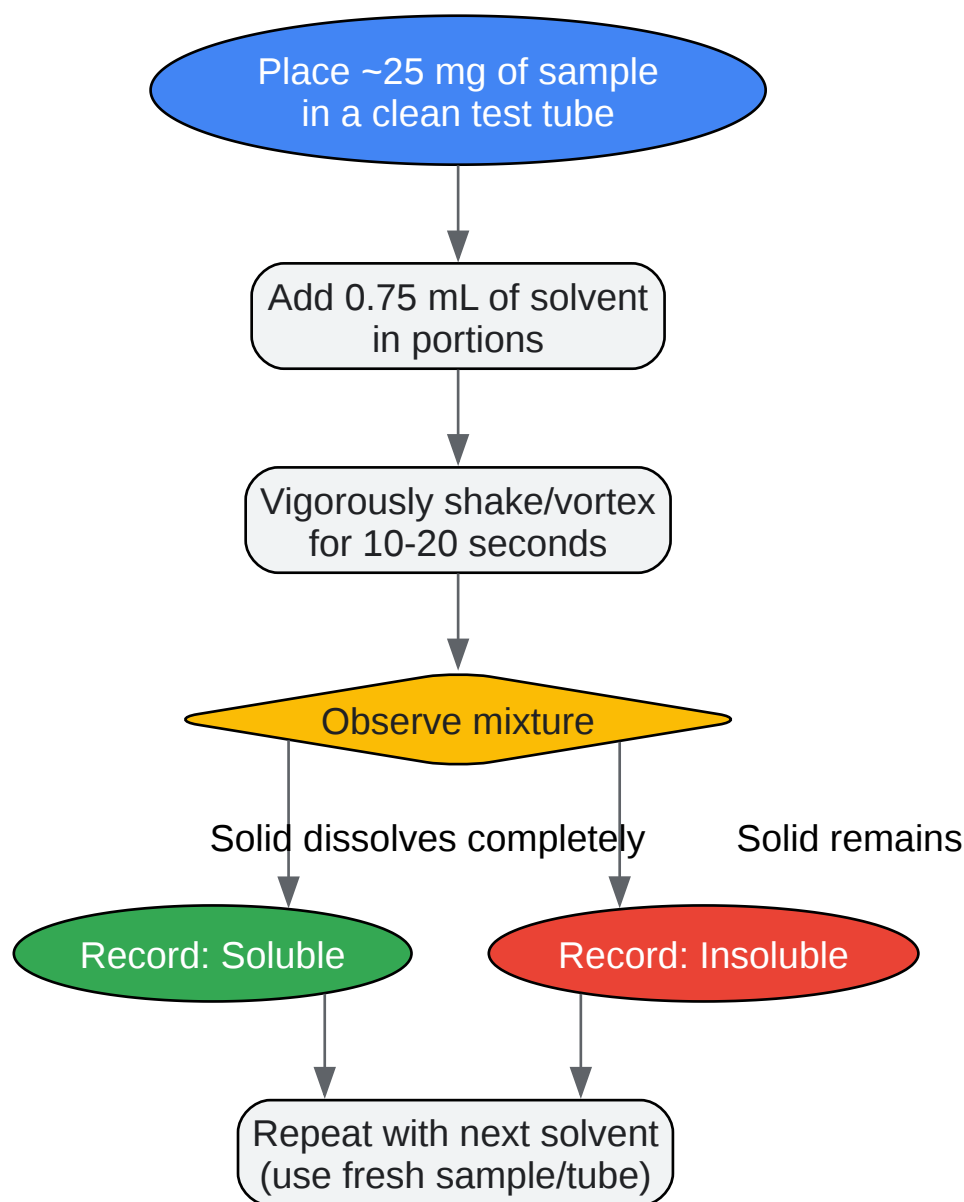 Place ~25 mg of sample
in a clean test tube
Add 0.75 mL of solvent
in portions
Vigorously shake/vortex
for 10-20 seconds
Observe mixture
Solid dissolves completely
Solid remains
Record: Soluble
Record: Insoluble
Repeat with next solvent
(use fresh sample/tube)